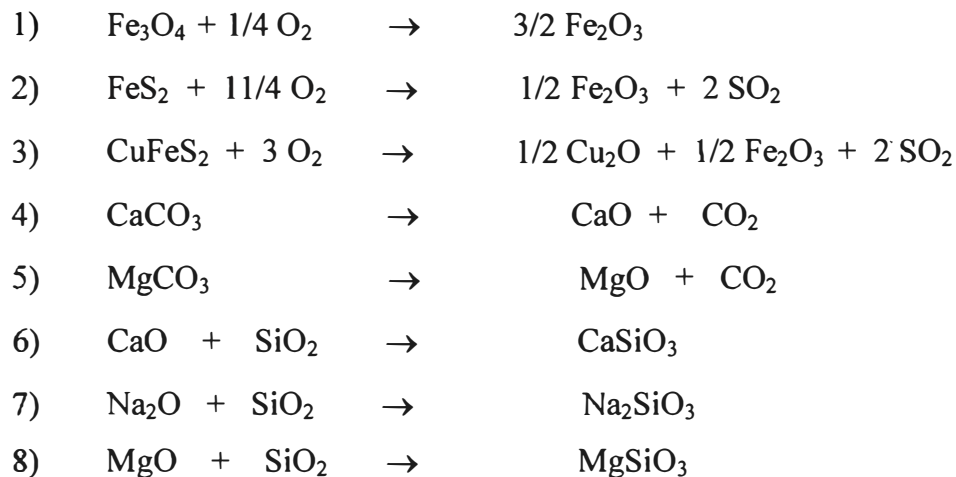 1) Fe₃O₄ + 1/4 O₂ → 3/2 Fe₂O₃
2) FeS₂ + 11/4 O₂ → 1/2 Fe₂O₃ + 2 SO₂
3) CuFeS₂ + 3 O₂ → 1/2 Cu₂O + 1/2 Fe₂O₃ + 2 SO₂
4) CaCO₃ → CaO + CO₂
5) MgCO₃ → MgO + CO₂
6) CaO + SiO₂ → CaSiO₃
7) Na₂O + SiO₂ → Na₂SiO₃
8) MgO + SiO₂ → MgSiO₃